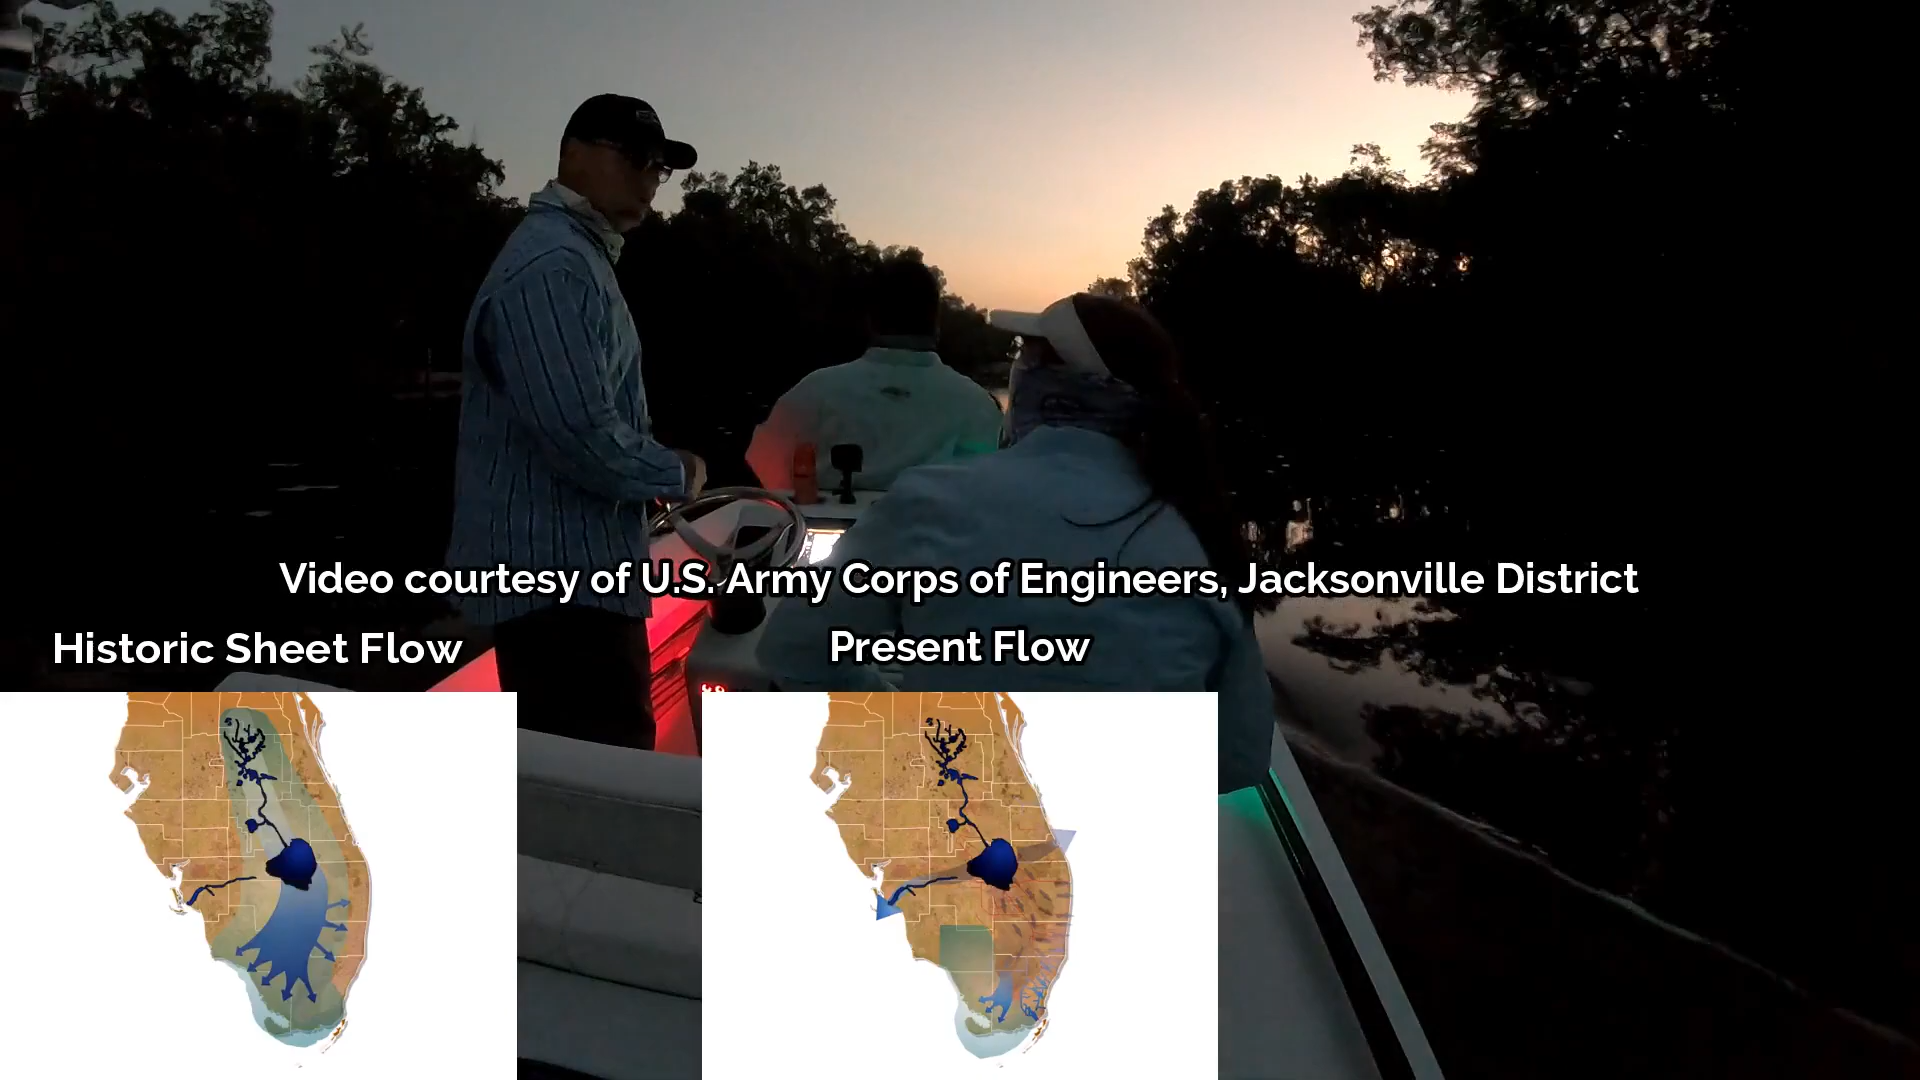 Video courtesy of U.S. Army Corps of Engineers, Jacksonville District
Historic Sheet Flow
Present Flow